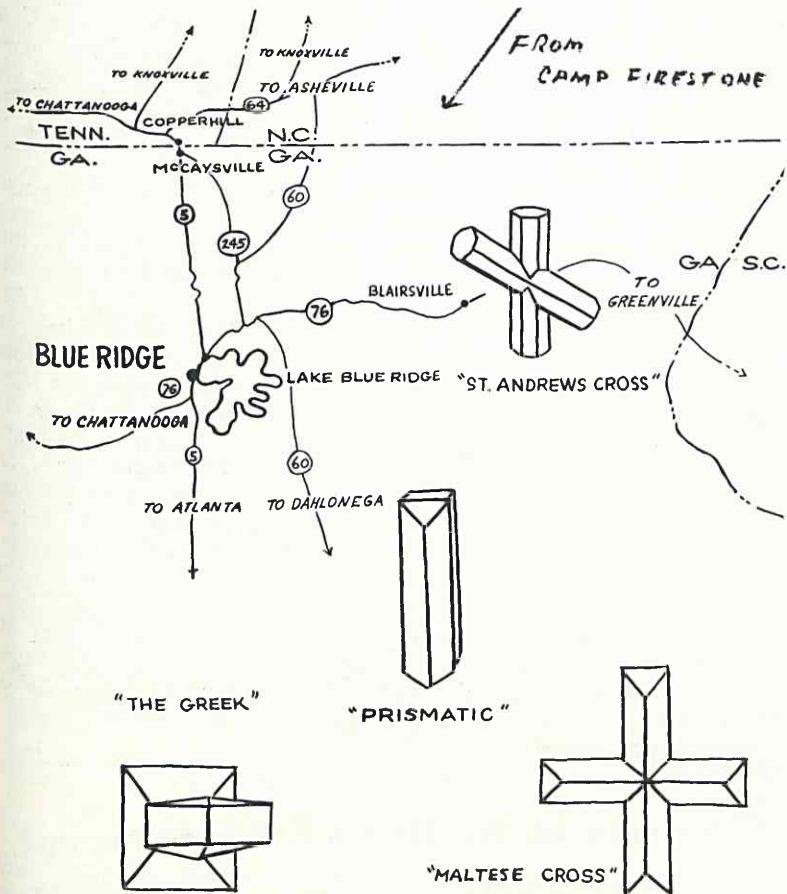 FROM
CAMP FIRESTONE
TO KNOXVILLE
TO KNOXVILLE
TO ASHEVILLE
TO CHATTANOOGA
64
COPPERHILL
TENN.
N.C.
GA.
GA.
McCAYSVILLE
60
5
245
GA
S.C.
TO
GREENVILLE
BLAIRSVILLE
76
BLUE RIDGE
LAKE BLUE RIDGE
"ST. ANDREWS CROSS"
76
TO CHATTANOOGA
5
60
TO ATLANTA
TO DAHLONEGA
"THE GREEK"
"PRISMATIC"
"MALTESE CROSS"